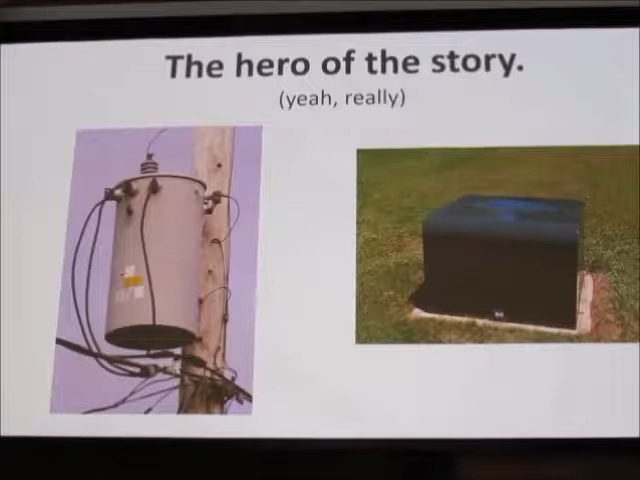 The hero of the story.
(yeah, really)